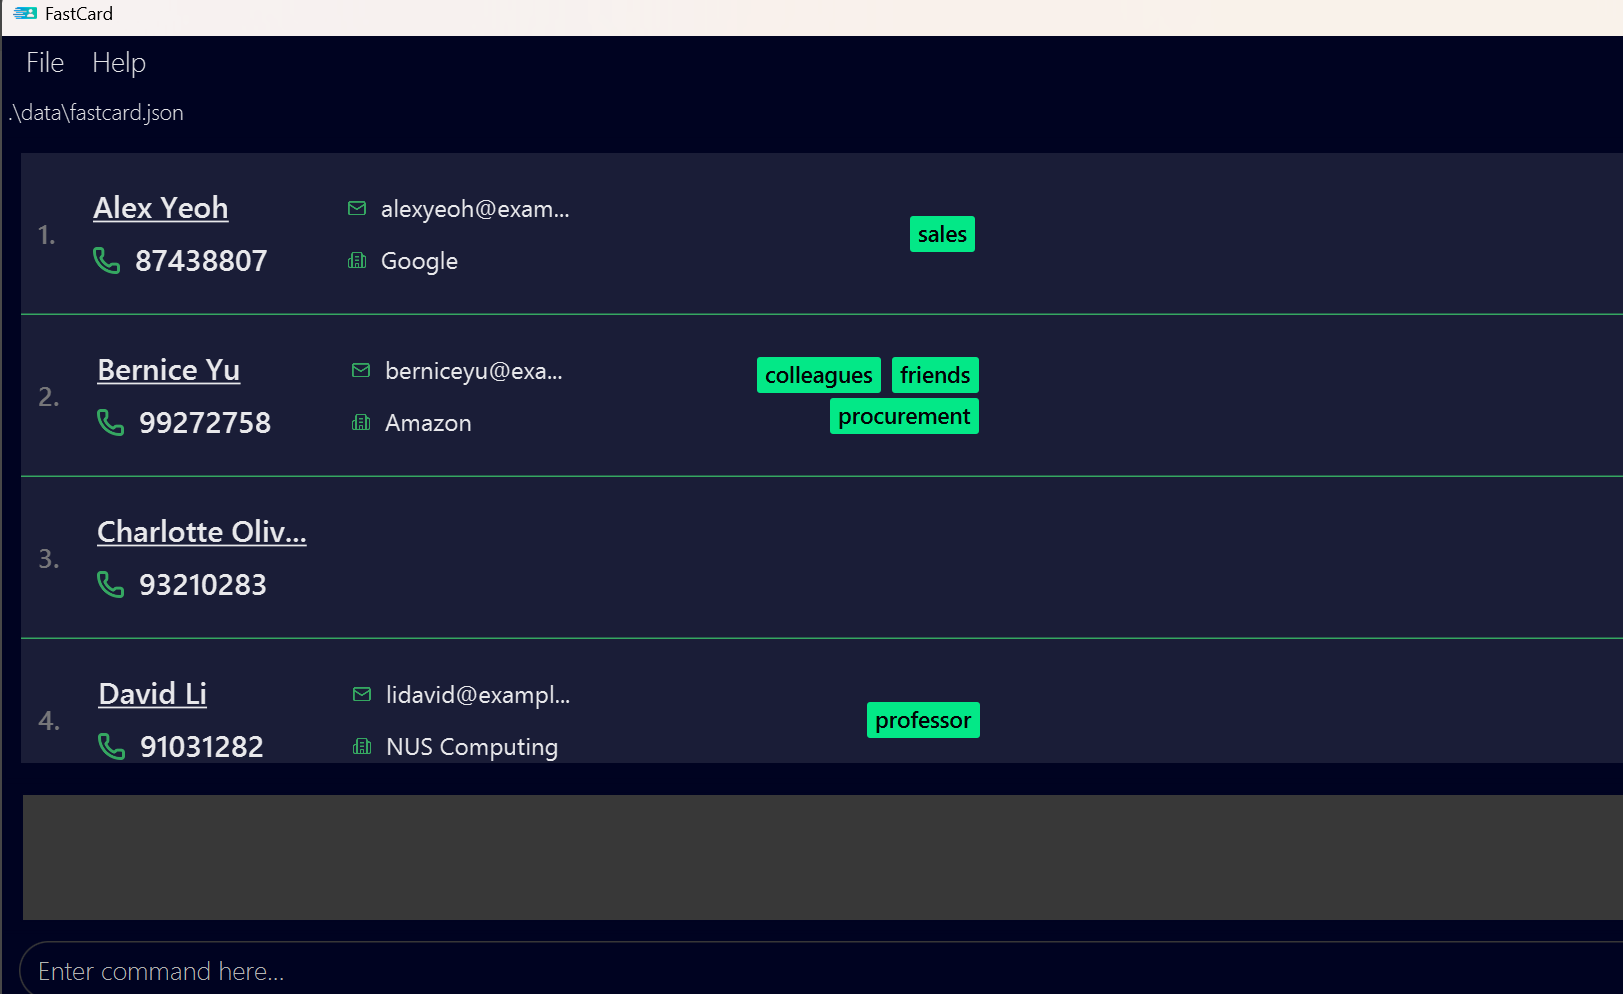 FastCard
File Help
.\data\fastcard.json
1.
Alex Yeoh
87438807
alexyeoh@exam...
Google
sales
2.
Bernice Yu
99272758
berniceyu@exa...
Amazon
colleagues friends
procurement
3.
Charlotte Oliv...
93210283
4.
David Li
91031282
lidavid@exampl...
NUS Computing
professor
Enter command here...